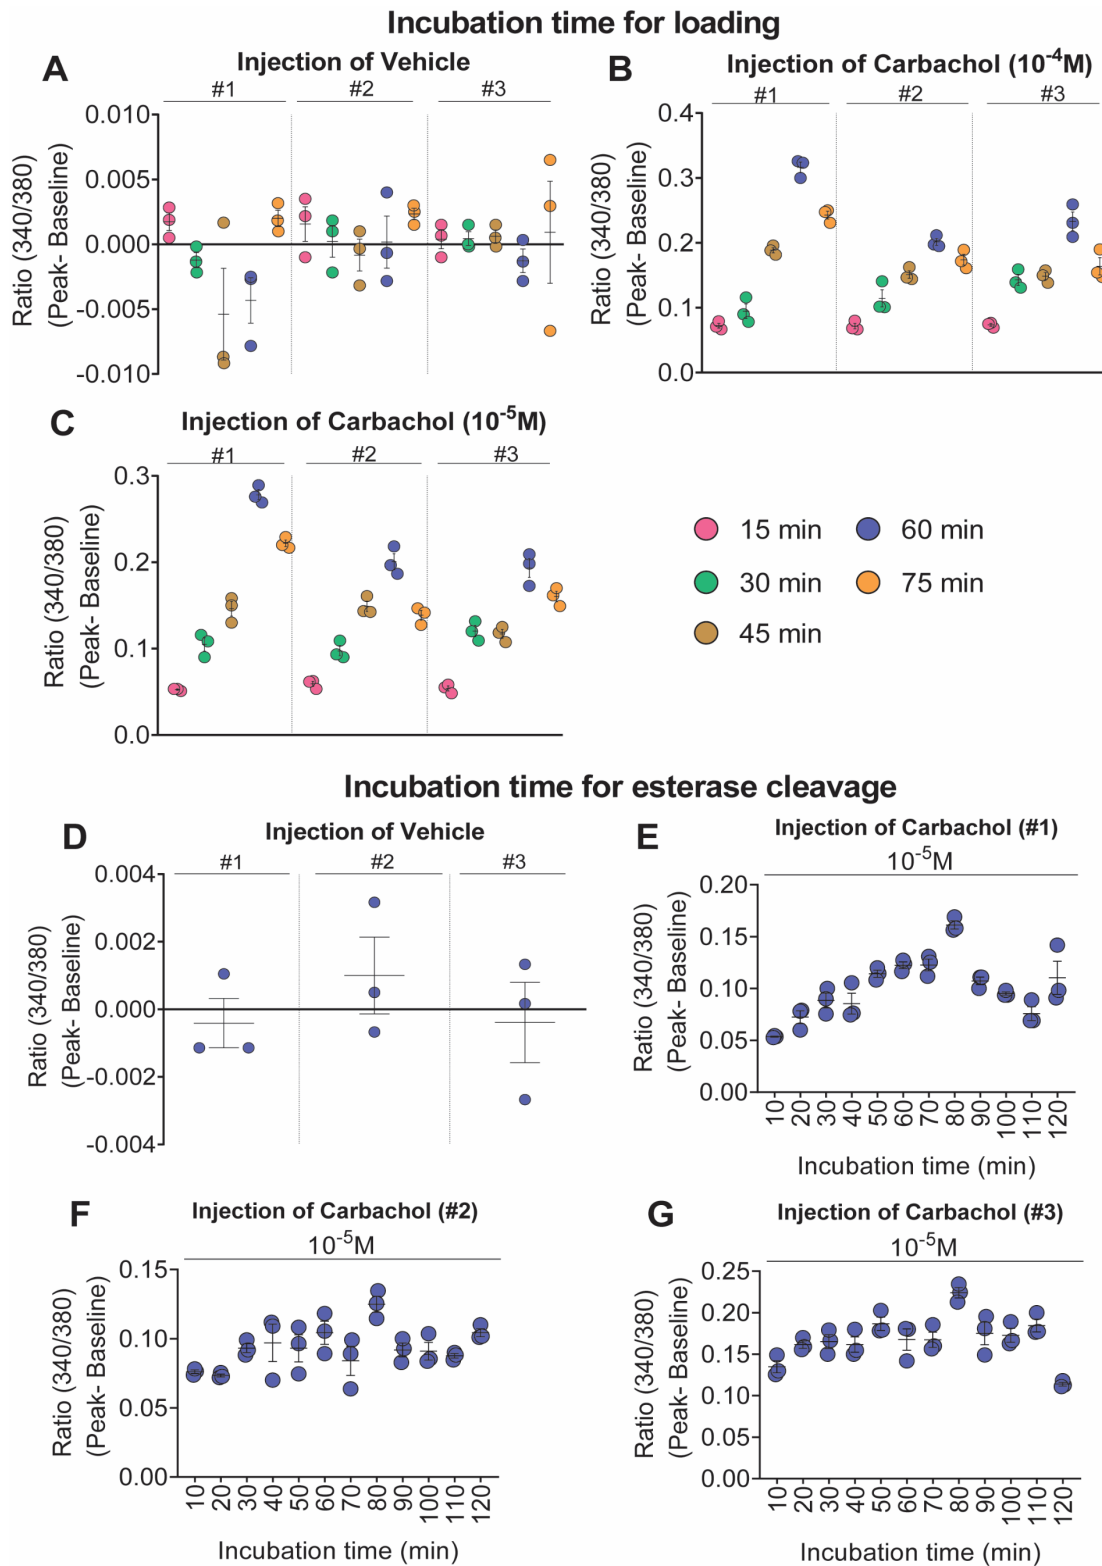 Incubation time for loading
A
Injection of Vehicle
#1 #2 #3
Ratio (340/380)
(Peak- Baseline)
0.010
0.005
0.000
-0.005
-0.010
B
Injection of Carbachol (10-4M)
#1 #2 #3
Ratio (340/380)
(Peak- Baseline)
0.4
0.3
0.2
0.1
0.0
C
Injection of Carbachol (10-5M)
#1 #2 #3
Ratio (340/380)
(Peak- Baseline)
0.3
0.2
0.1
0.0
15 min
30 min
45 min
60 min
75 min
Incubation time for esterase cleavage
D
Injection of Vehicle
#1 #2 #3
Ratio (340/380)
(Peak- Baseline)
0.004
0.002
0.000
-0.002
-0.004
E
Injection of Carbachol (#1)
10-5M
Ratio (340/380)
(Peak- Baseline)
0.20
0.15
0.10
0.05
0.00
10 20 30 40 50 60 70 80 90 100 110 120
Incubation time (min)
F
Injection of Carbachol (#2)
10-5M
Ratio (340/380)
(Peak- Baseline)
0.15
0.10
0.05
0.00
10 20 30 40 50 60 70 80 90 100 110 120
Incubation time (min)
G
Injection of Carbachol (#3)
10-5M
Ratio (340/380)
(Peak- Baseline)
0.25
0.20
0.15
0.10
0.05
0.00
10 20 30 40 50 60 70 80 90 100 110 120
Incubation time (min)